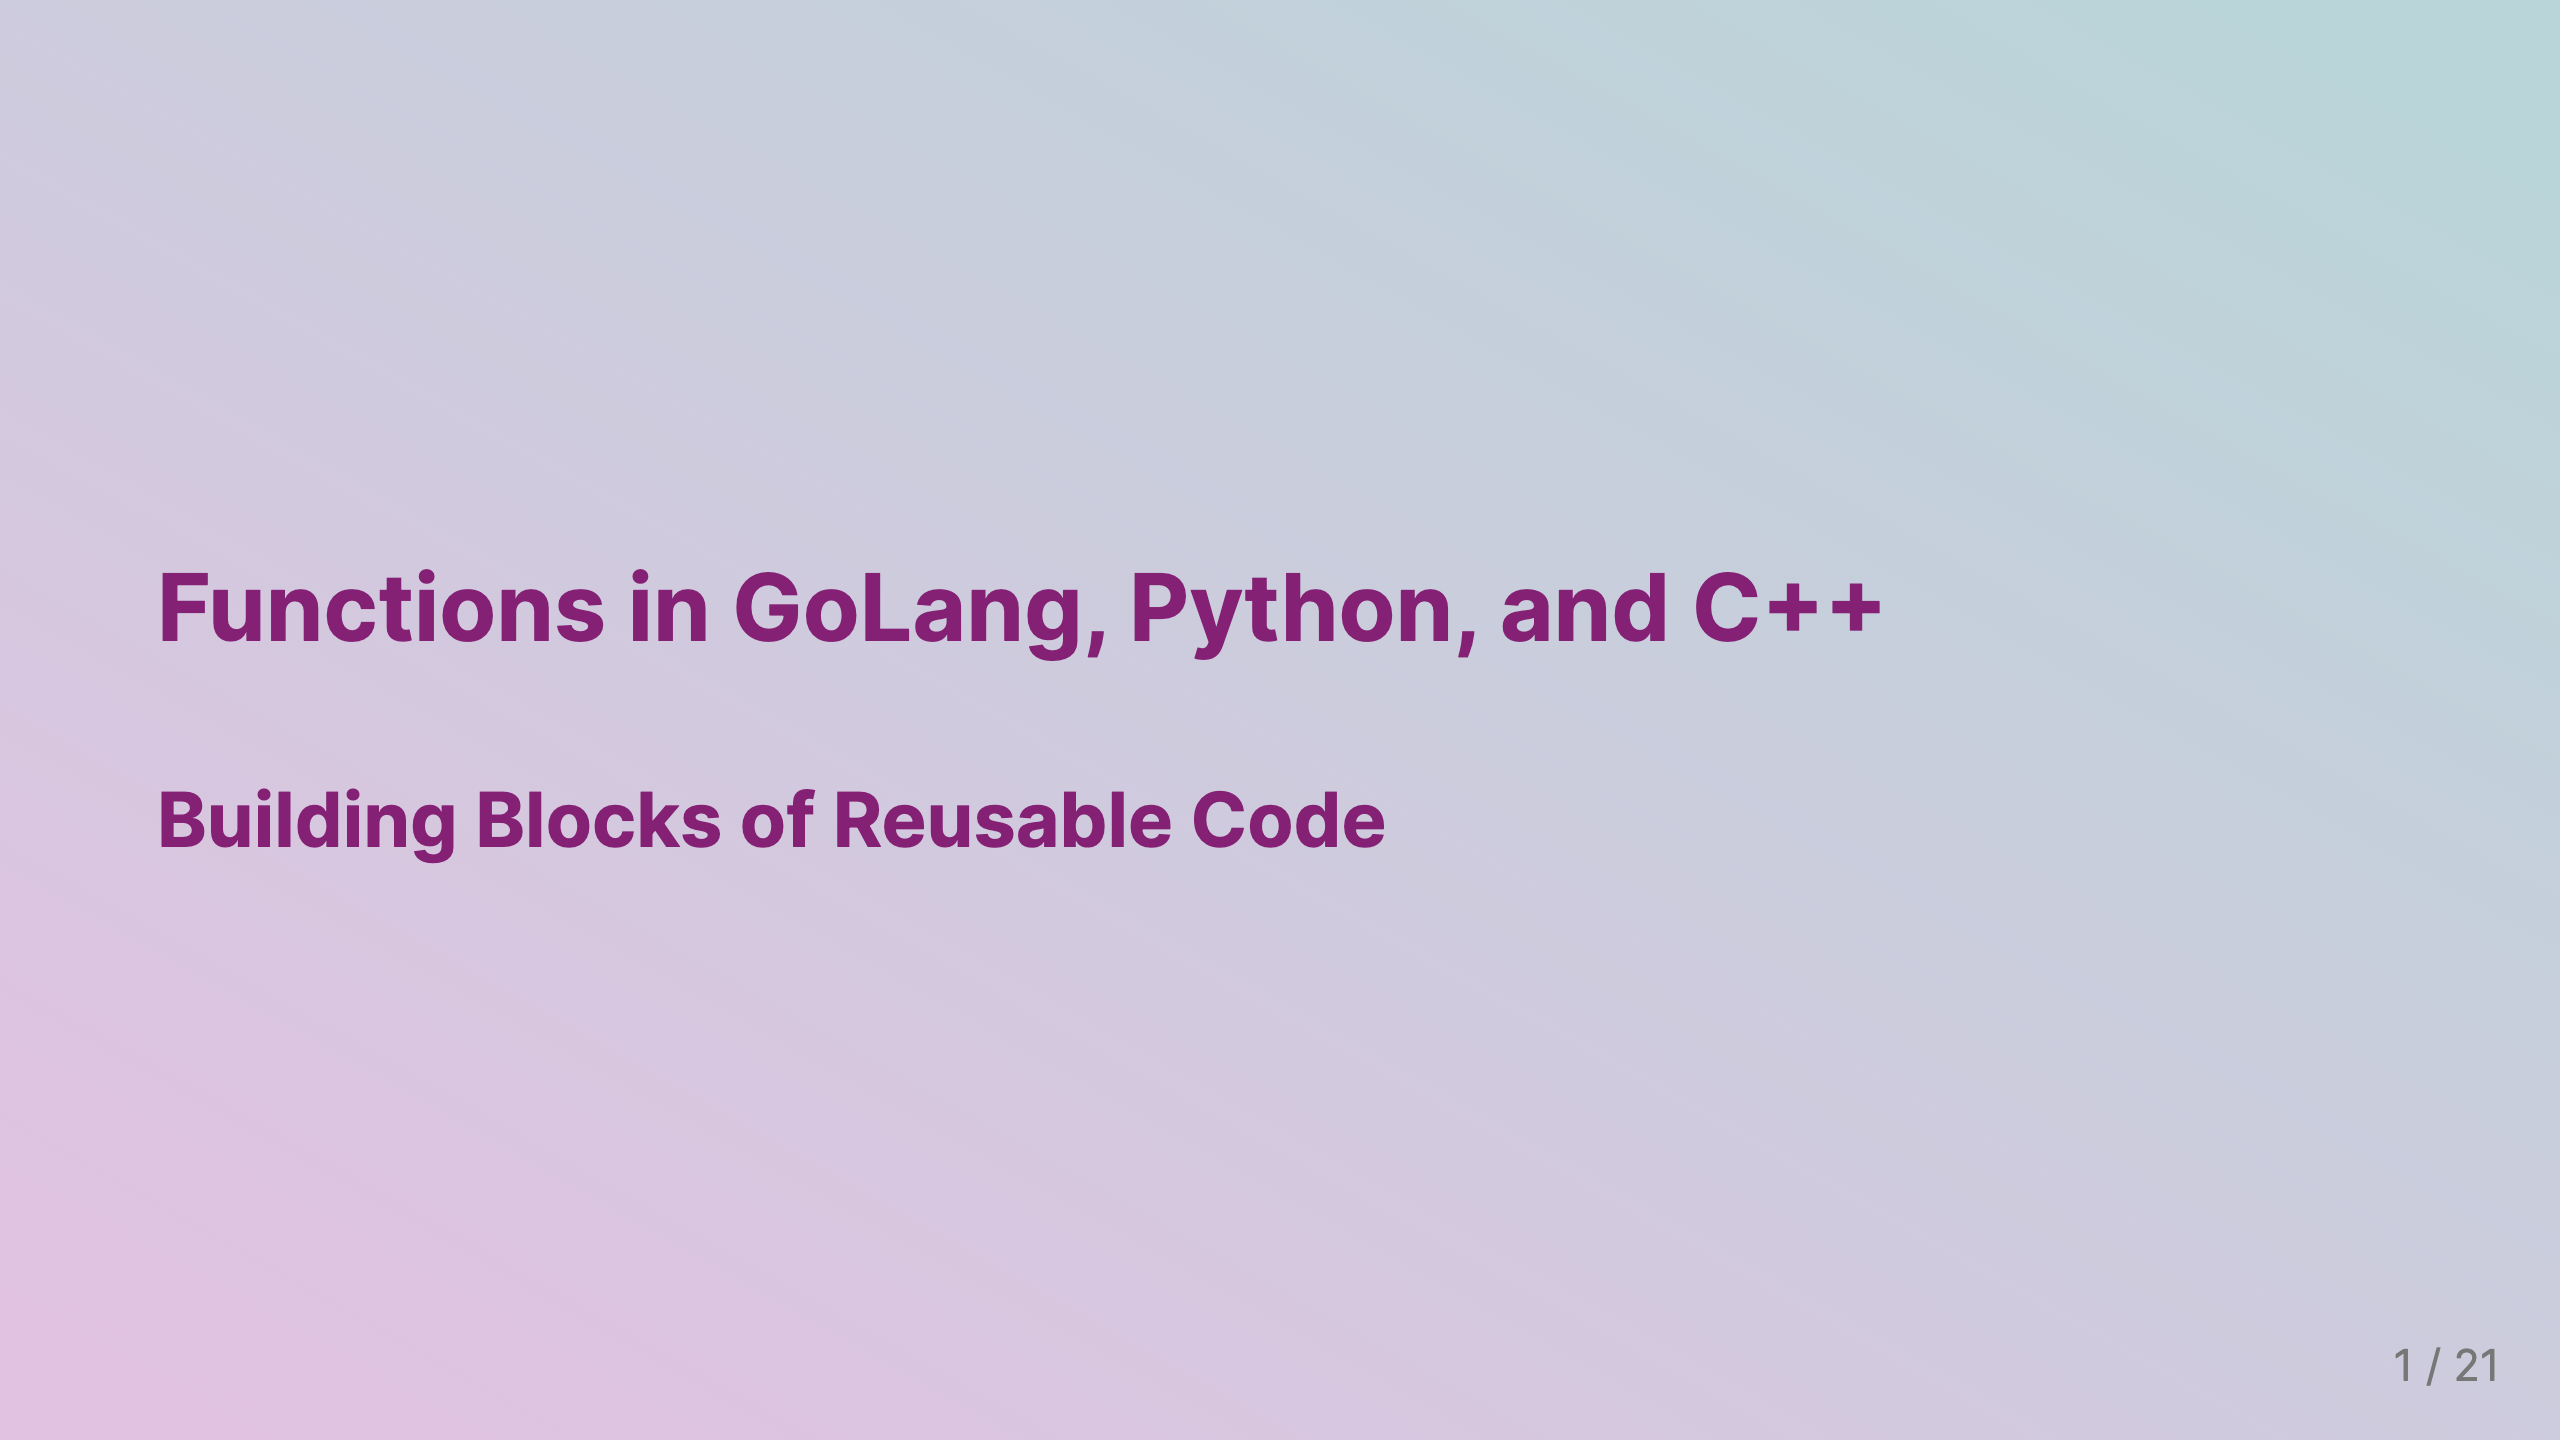 Functions in GoLang, Python, and C++
Building Blocks of Reusable Code
1 / 21